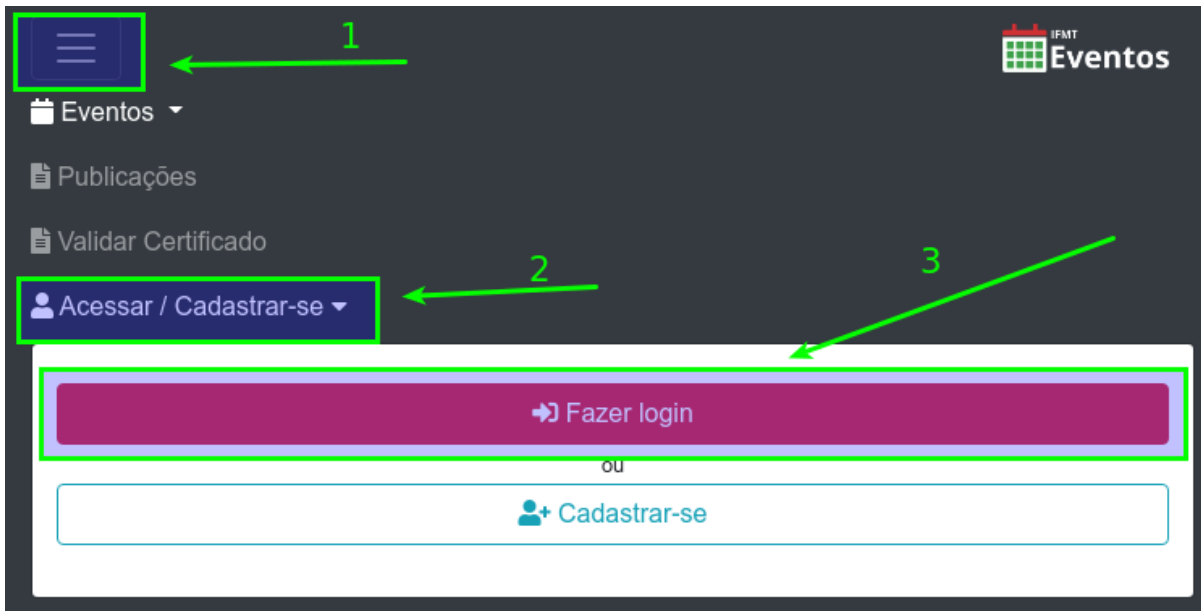 1
IFMT
Eventos
Eventos
Publicações
Validar Certificado
2
3
Acessar / Cadastrar-se
Fazer login
ou
Cadastrar-se